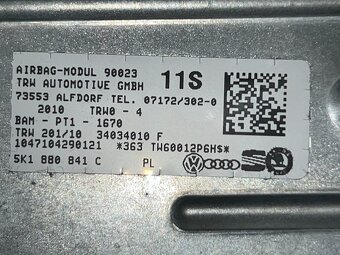 AIRBAG-MODUL 90023
11S
TRW AUTOMOTIVE GMBH
73553 ALFDORF TEL. 07172/302-0
2010 TRW0 - 4
BAM - PT1 - 1670
TRW 201/10 34034010 F
1047104290121 *363 TW60012P6HS*
5K1 880 841 C PL